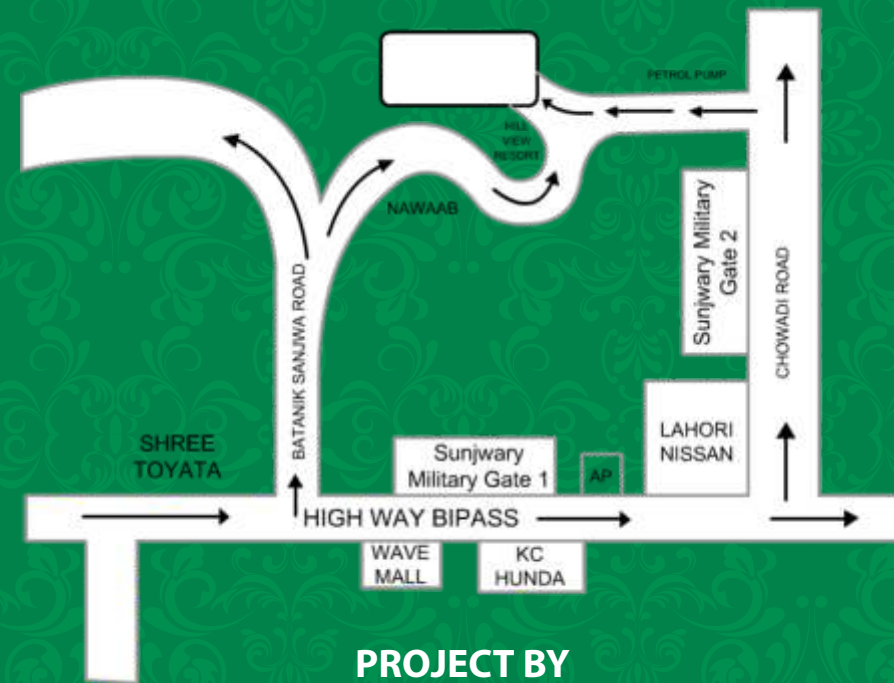 PETROL PUMP
HILL
VIEW
RESORT
NAWAAB
Sunjwary Military
Gate 2
CHOWADI ROAD
BATANIK SANJWA ROAD
SHREE
TOYATA
LAHORI
NISSAN
Sunjwary
Military Gate 1
AP
HIGH WAY BIPASS
WAVE
MALL
KC
HUNDA
PROJECT BY